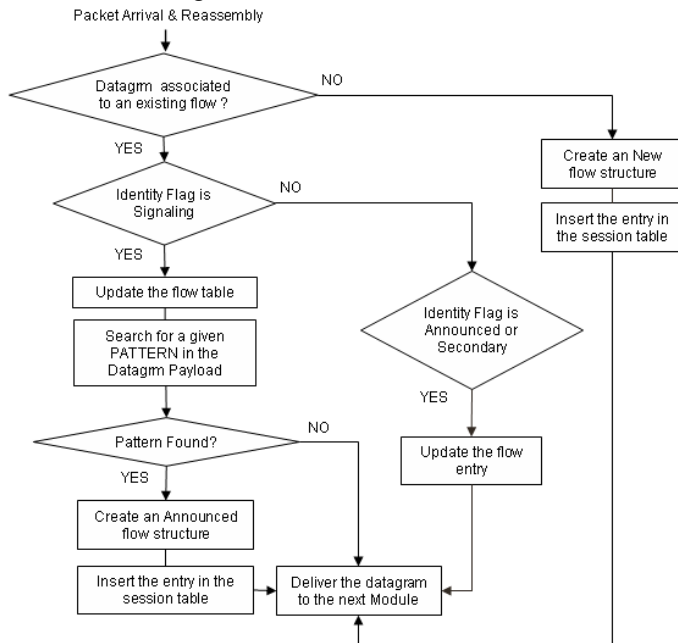 Packet Arrival & Reassembly
Datagrm associated
to an existing flow ?
NO
YES
Create an New
flow structure
Identity Flag is
Signaling
NO
Insert the entry in
the session table
YES
Update the flow table
Identity Flag is
Announced or
Secondary
Search for a given
PATTERN in the
Datagrm Payload
YES
Pattern Found?
NO
Update the flow
entry
YES
Create an Announced
flow structure
Insert the entry in the
session table
Deliver the datagram
to the next Module